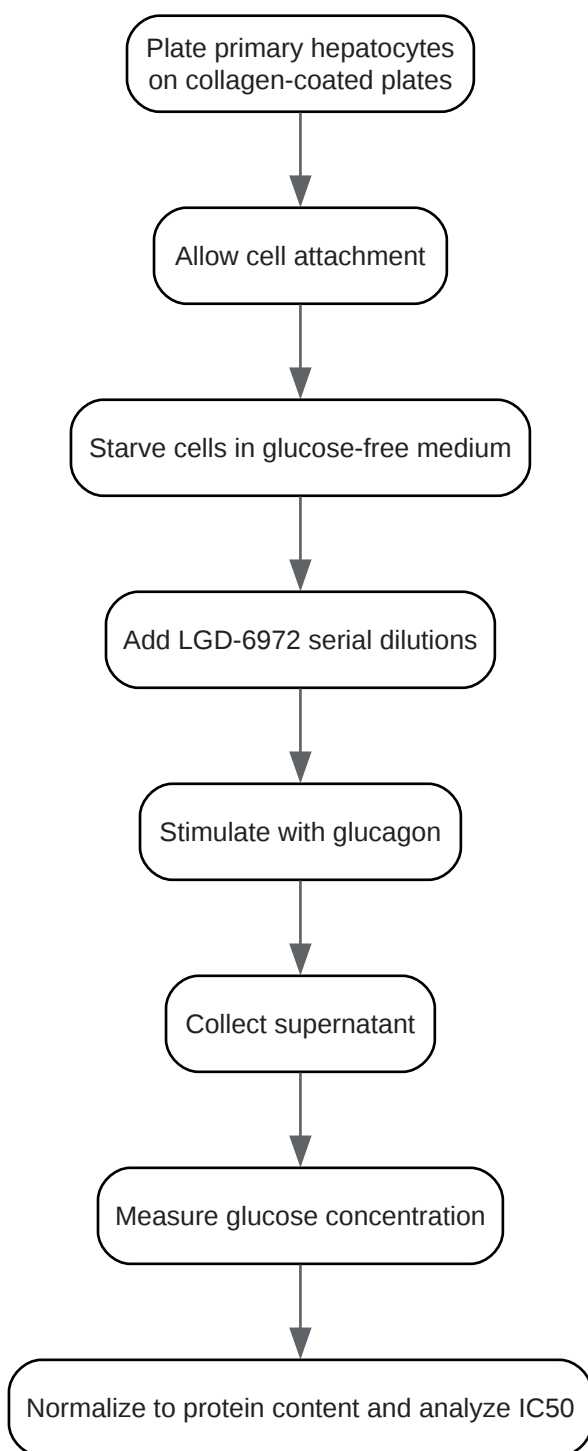 Plate primary hepatocytes
on collagen-coated plates
Allow cell attachment
Starve cells in glucose-free medium
Add LGD-6972 serial dilutions
Stimulate with glucagon
Collect supernatant
Measure glucose concentration
Normalize to protein content and analyze IC50